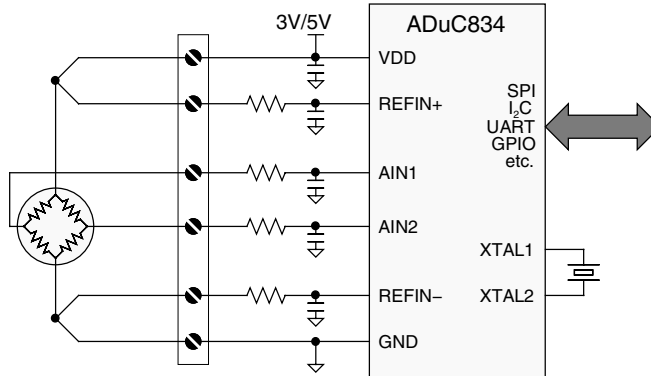 3V/5V
ADuC834
VDD
REFIN+
AIN1
AIN2
REFIN−
GND
SPI
I₂C
UART
GPIO
etc.
XTAL1
XTAL2